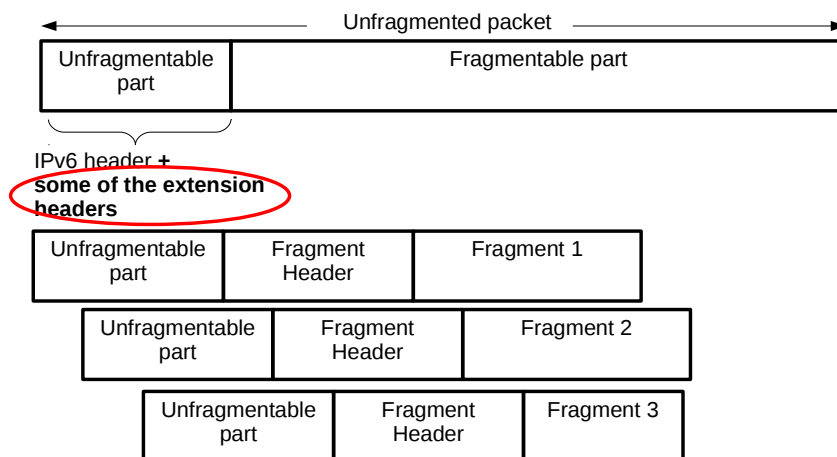 Unfragmented packet
Unfragmentable
part
Fragmentable part
IPv6 header +
some of the extension
headers
Unfragmentable
part
Fragment
Header
Fragment 1
Unfragmentable
part
Fragment
Header
Fragment 2
Unfragmentable
part
Fragment
Header
Fragment 3